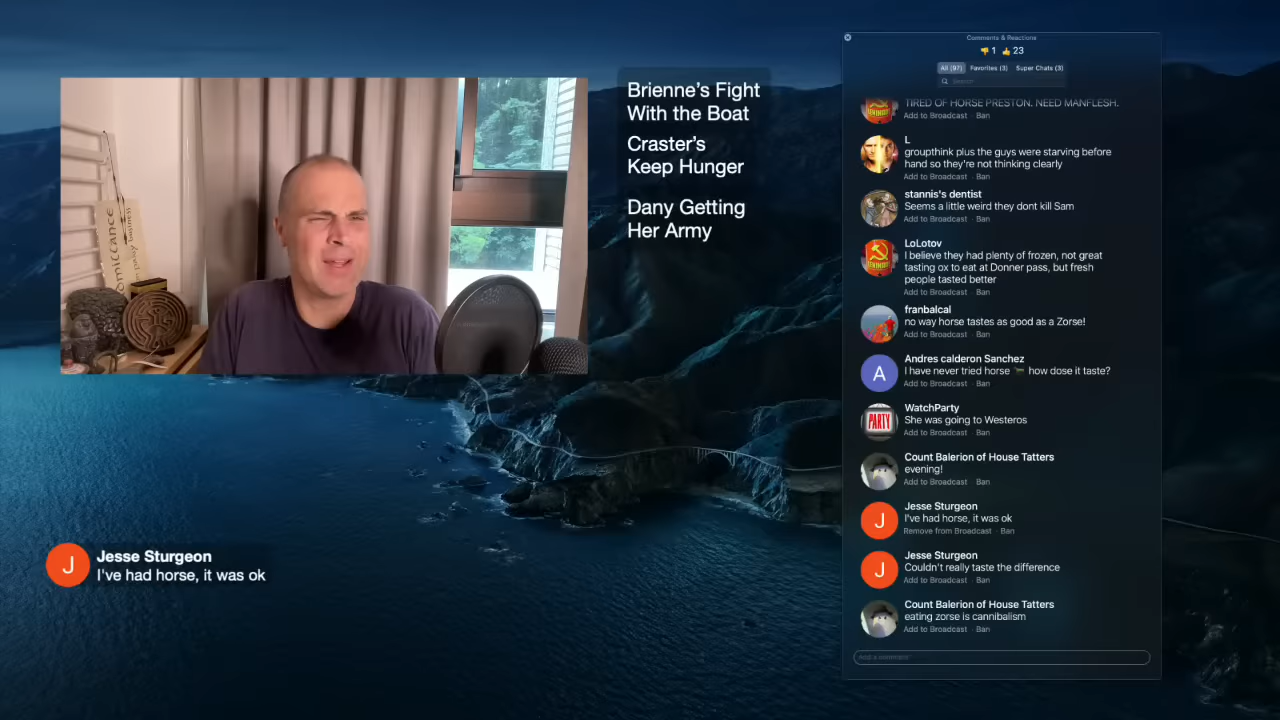 Brienne's Fight
With the Boat
Craster's
Keep Hunger
Dany Getting
Her Army
Jesse Sturgeon
I've had horse, it was ok
Comments & Reactions
👎 1 👍 23
All (97) Favorites (3) Super Chats (3)
Search
TIRED OF HORSE PRESTON. NEED MANFLESH.
Add to Broadcast · Ban
L
groupthink plus the guys were starving before
hand so they're not thinking clearly
Add to Broadcast · Ban
stannis's dentist
Seems a little weird they dont kill Sam
Add to Broadcast · Ban
LoLotov
I believe they had plenty of frozen, not great
tasting ox to eat at Donner pass, but fresh
people tasted better
Add to Broadcast · Ban
franbalcal
no way horse tastes as good as a Zorse!
Add to Broadcast · Ban
A
Andres calderon Sanchez
I have never tried horse 🐎 how dose it taste?
Add to Broadcast · Ban
PARTY
WatchParty
She was going to Westeros
Add to Broadcast · Ban
Count Balerion of House Tatters
evening!
Add to Broadcast · Ban
J
Jesse Sturgeon
I've had horse, it was ok
Remove from Broadcast · Ban
J
Jesse Sturgeon
Couldn't really taste the difference
Add to Broadcast · Ban
Count Balerion of House Tatters
eating zorse is cannibalism
Add to Broadcast · Ban
Add a comment
J